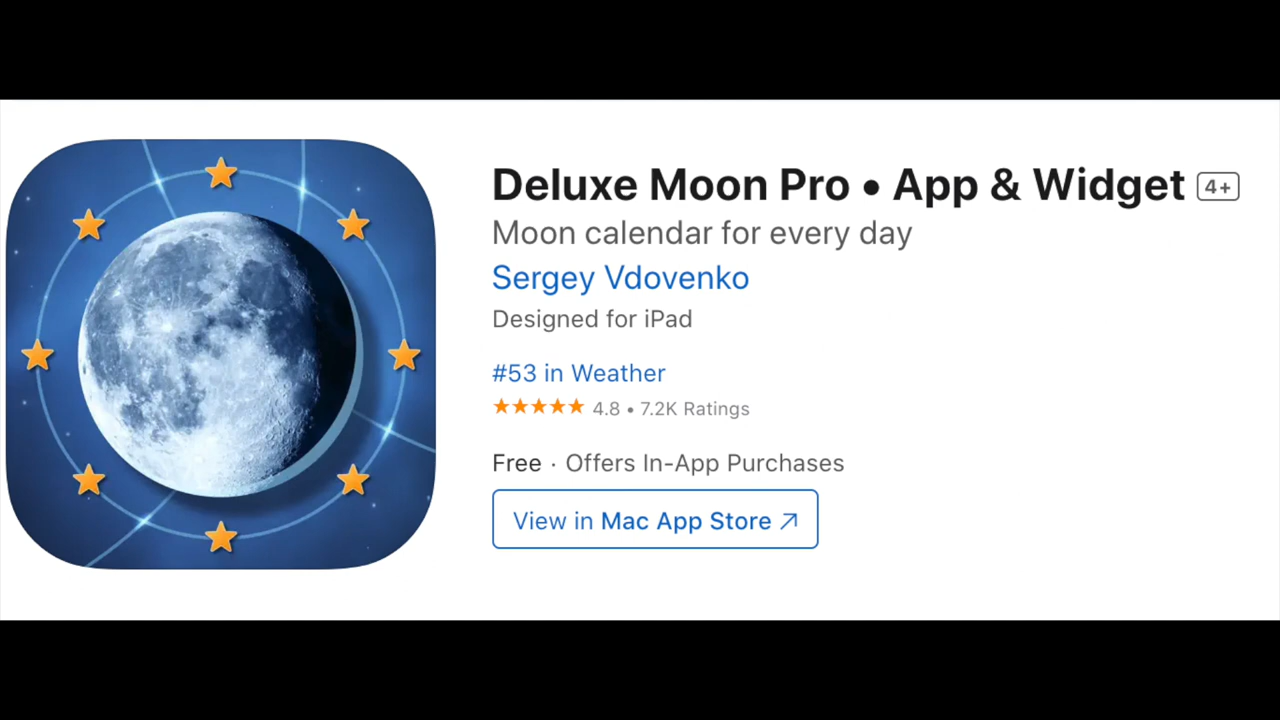 Deluxe Moon Pro • App & Widget 4+
Moon calendar for every day
Sergey Vdovenko
Designed for iPad
#53 in Weather
★★★★★ 4.8 • 7.2K Ratings
Free · Offers In-App Purchases
View in Mac App Store ↗